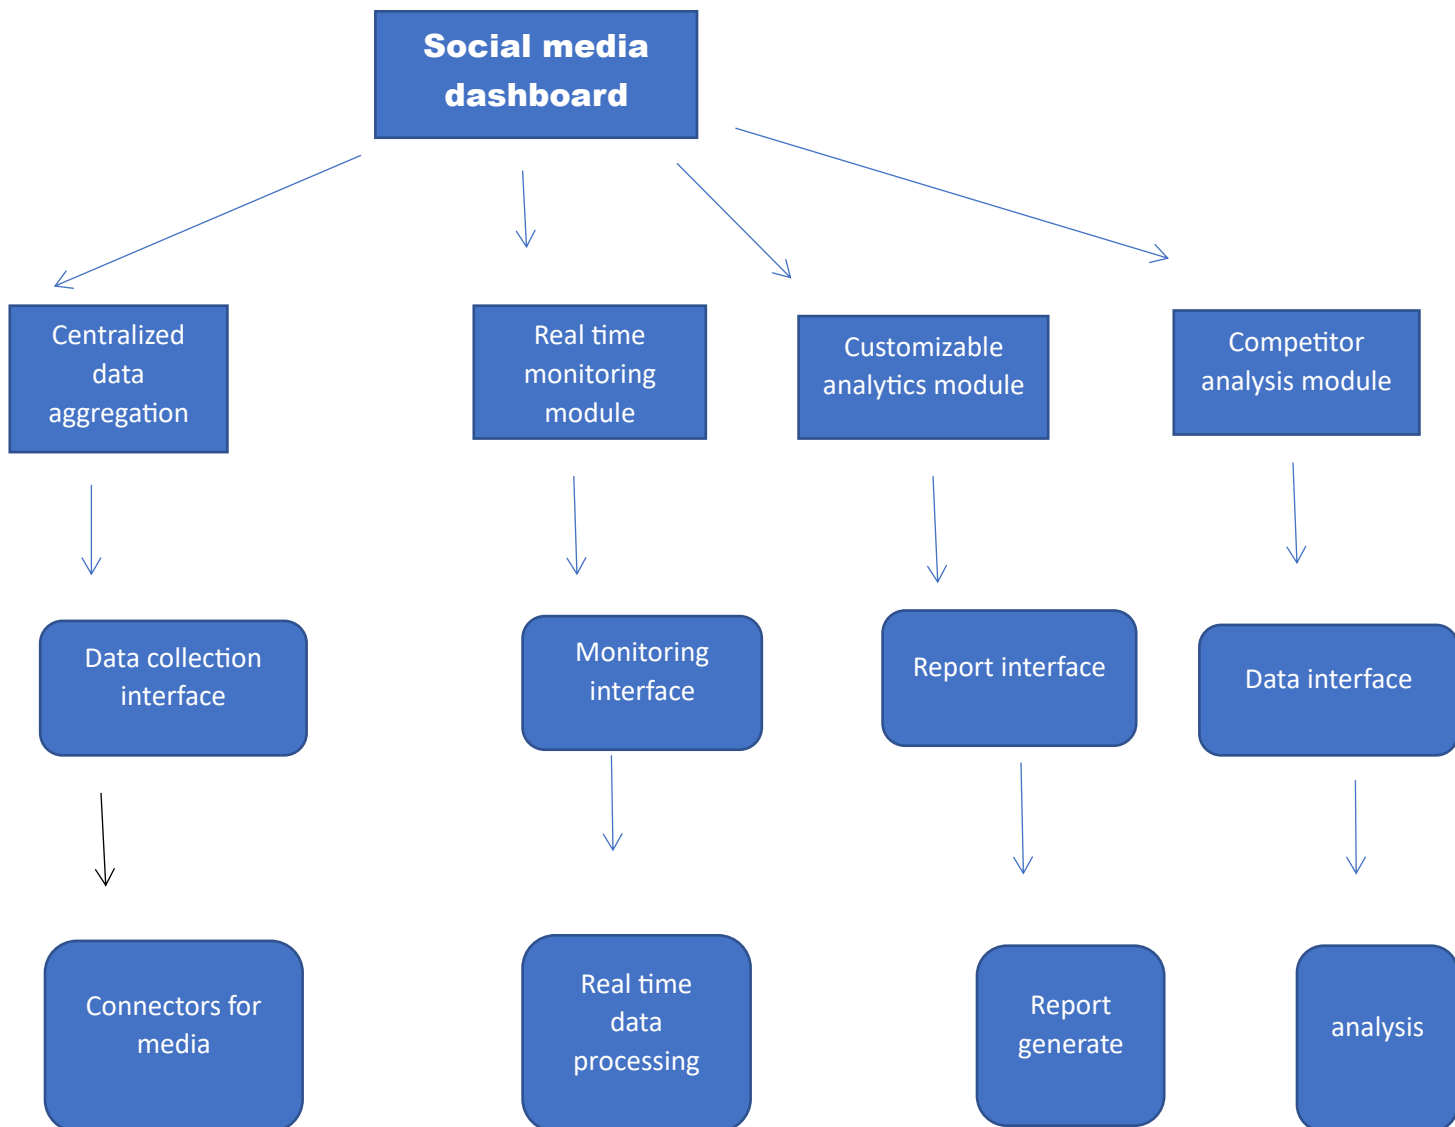 Social media
dashboard
Centralized
data
aggregation
Real time
monitoring
module
Customizable
analytics module
Competitor
analysis module
Data collection
interface
Monitoring
interface
Report interface
Data interface
Connectors for
media
Real time
data
processing
Report
generate
analysis